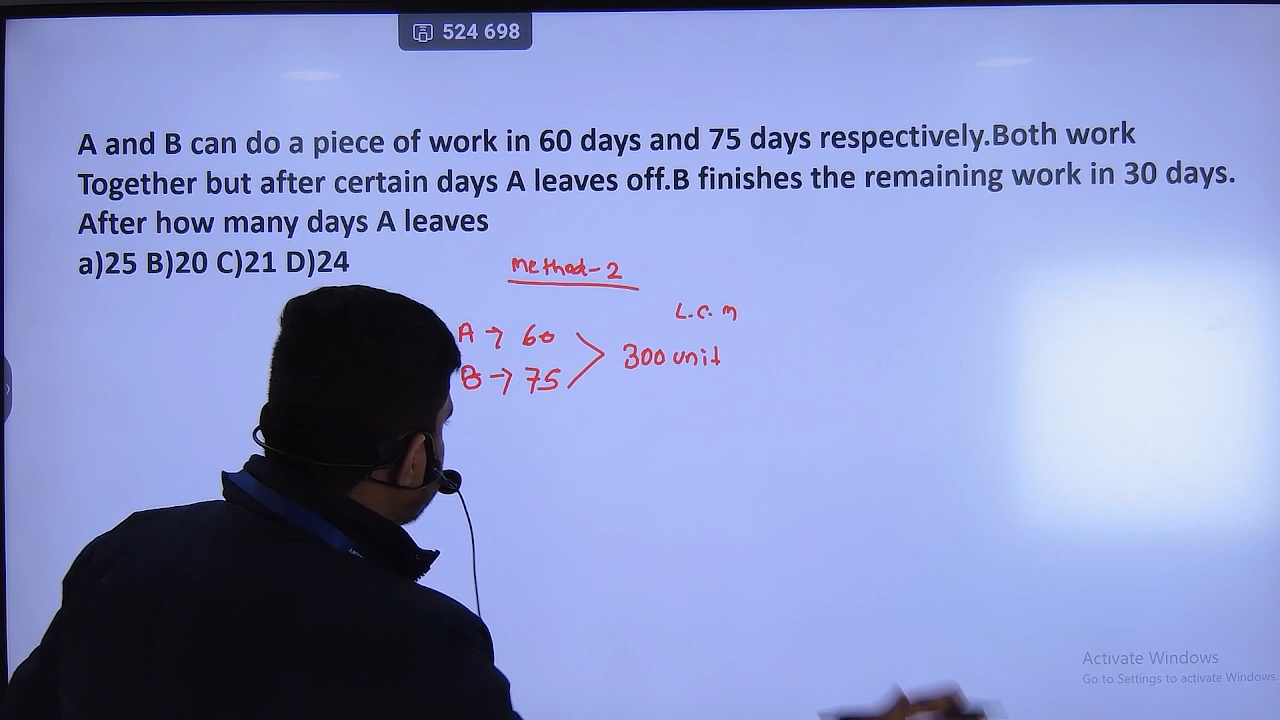 524 698
A and B can do a piece of work in 60 days and 75 days respectively.Both work
Together but after certain days A leaves off.B finishes the remaining work in 30 days.
After how many days A leaves
a)25 B)20 C)21 D)24
Method-2
L.C.M
A → 60
300 unit
B → 75
Activate Windows
Go to Settings to activate Windows.